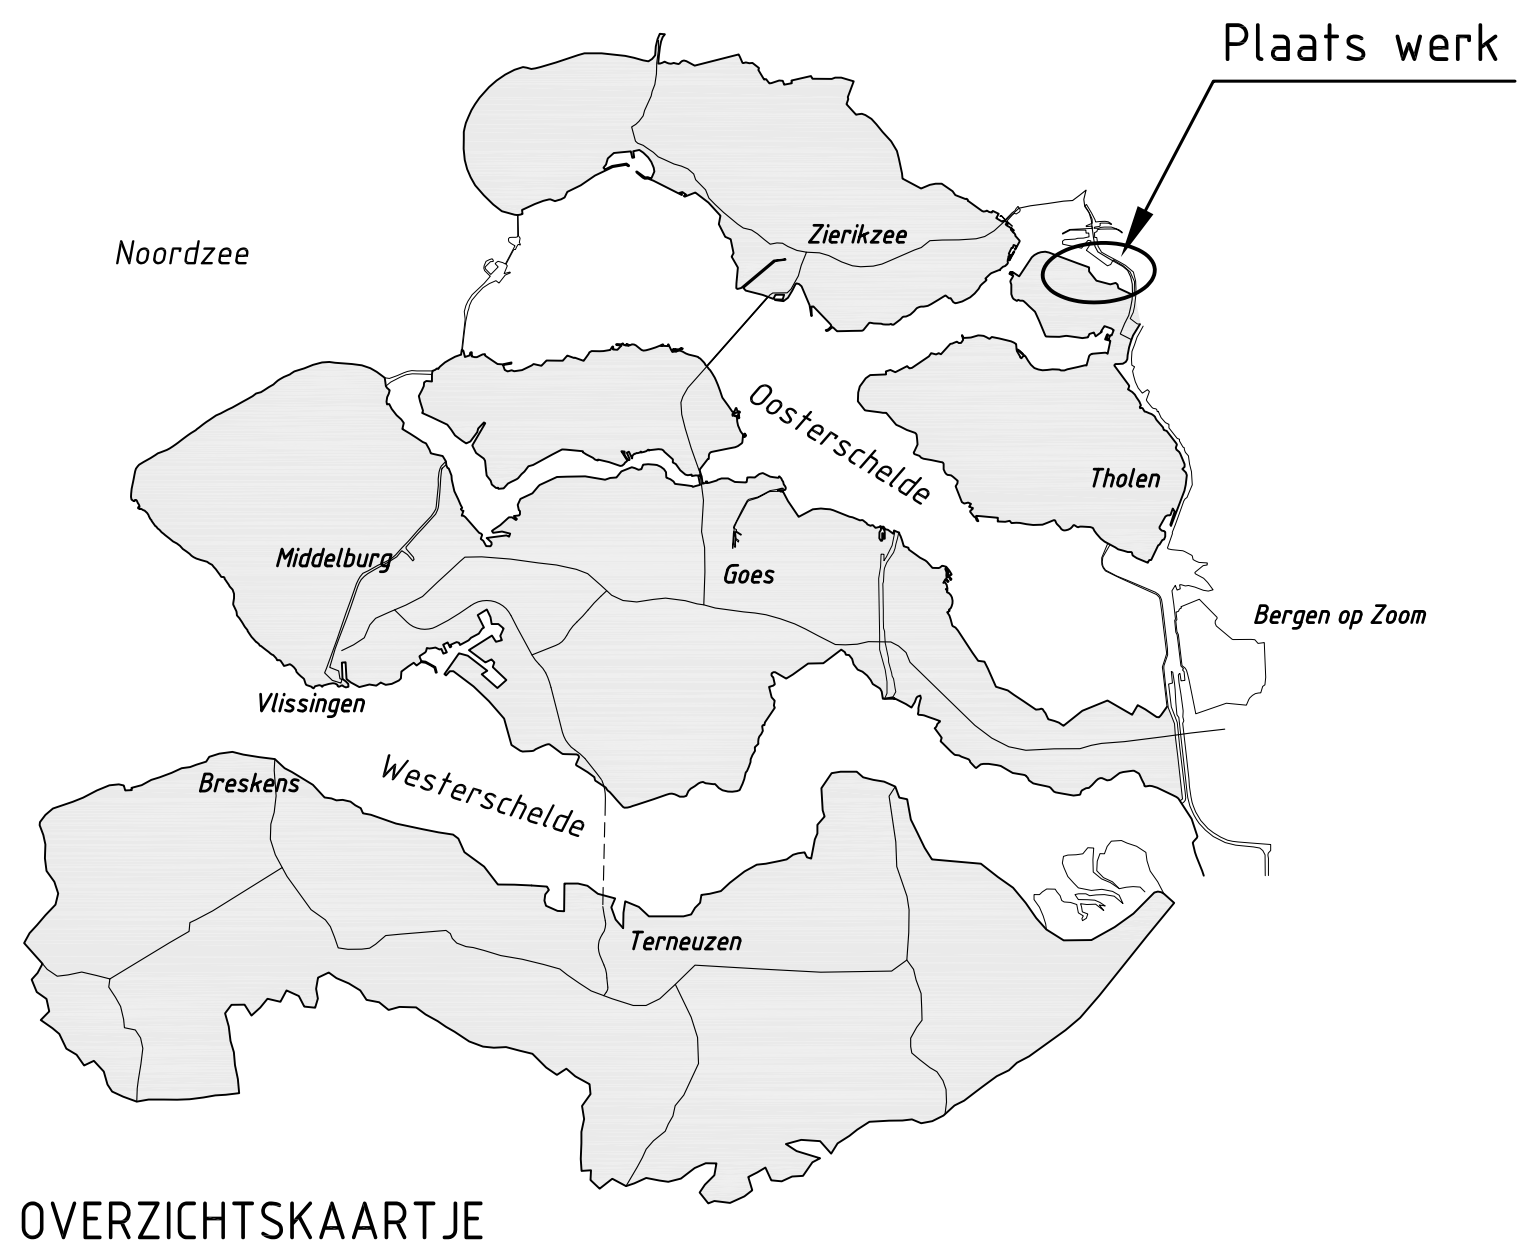 Plaats werk
Noordzee
Zierikzee
Oosterschelde
Tholen
Middelburg
Goes
Bergen op Zoom
Vlissingen
Westerschelde
Breskens
Terneuzen
OVERZICHTSKAARTJE